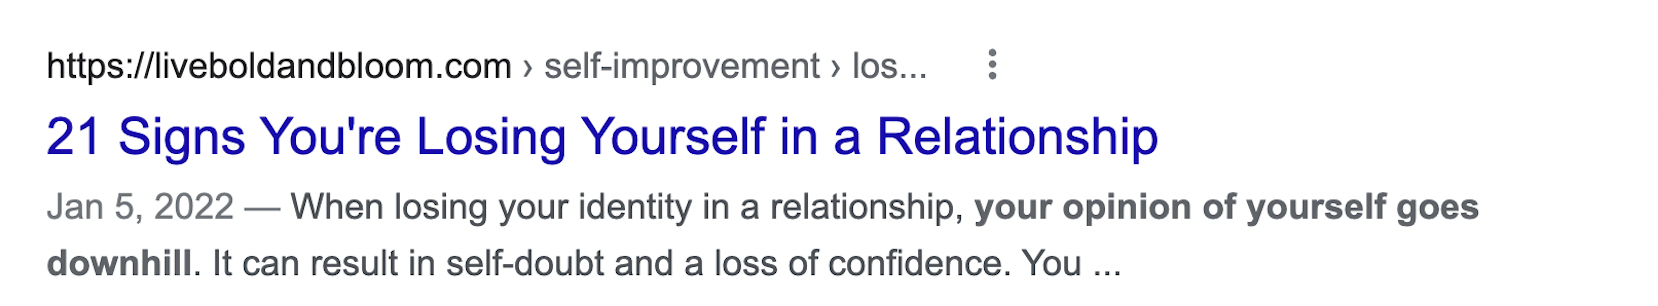 https://liveboldandbloom.com › self-improvement › los...
21 Signs You're Losing Yourself in a Relationship
Jan 5, 2022 — When losing your identity in a relationship, your opinion of yourself goes
downhill. It can result in self-doubt and a loss of confidence. You ...